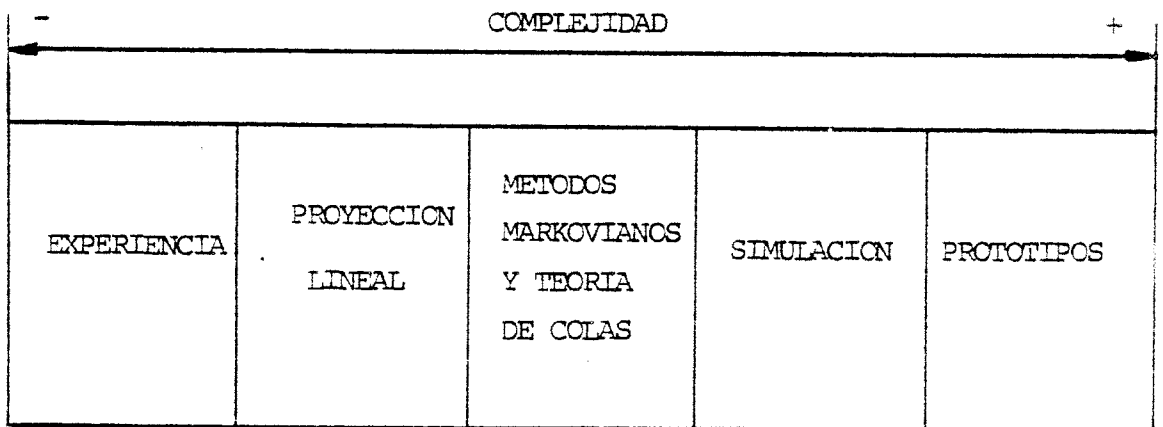 - COMPLEJIDAD +
EXPERIENCIA
PROYECCION
LINEAL
METODOS
MARKOVIANOS
Y TEORIA
DE COLAS
SIMULACION
PROTOTIPOS